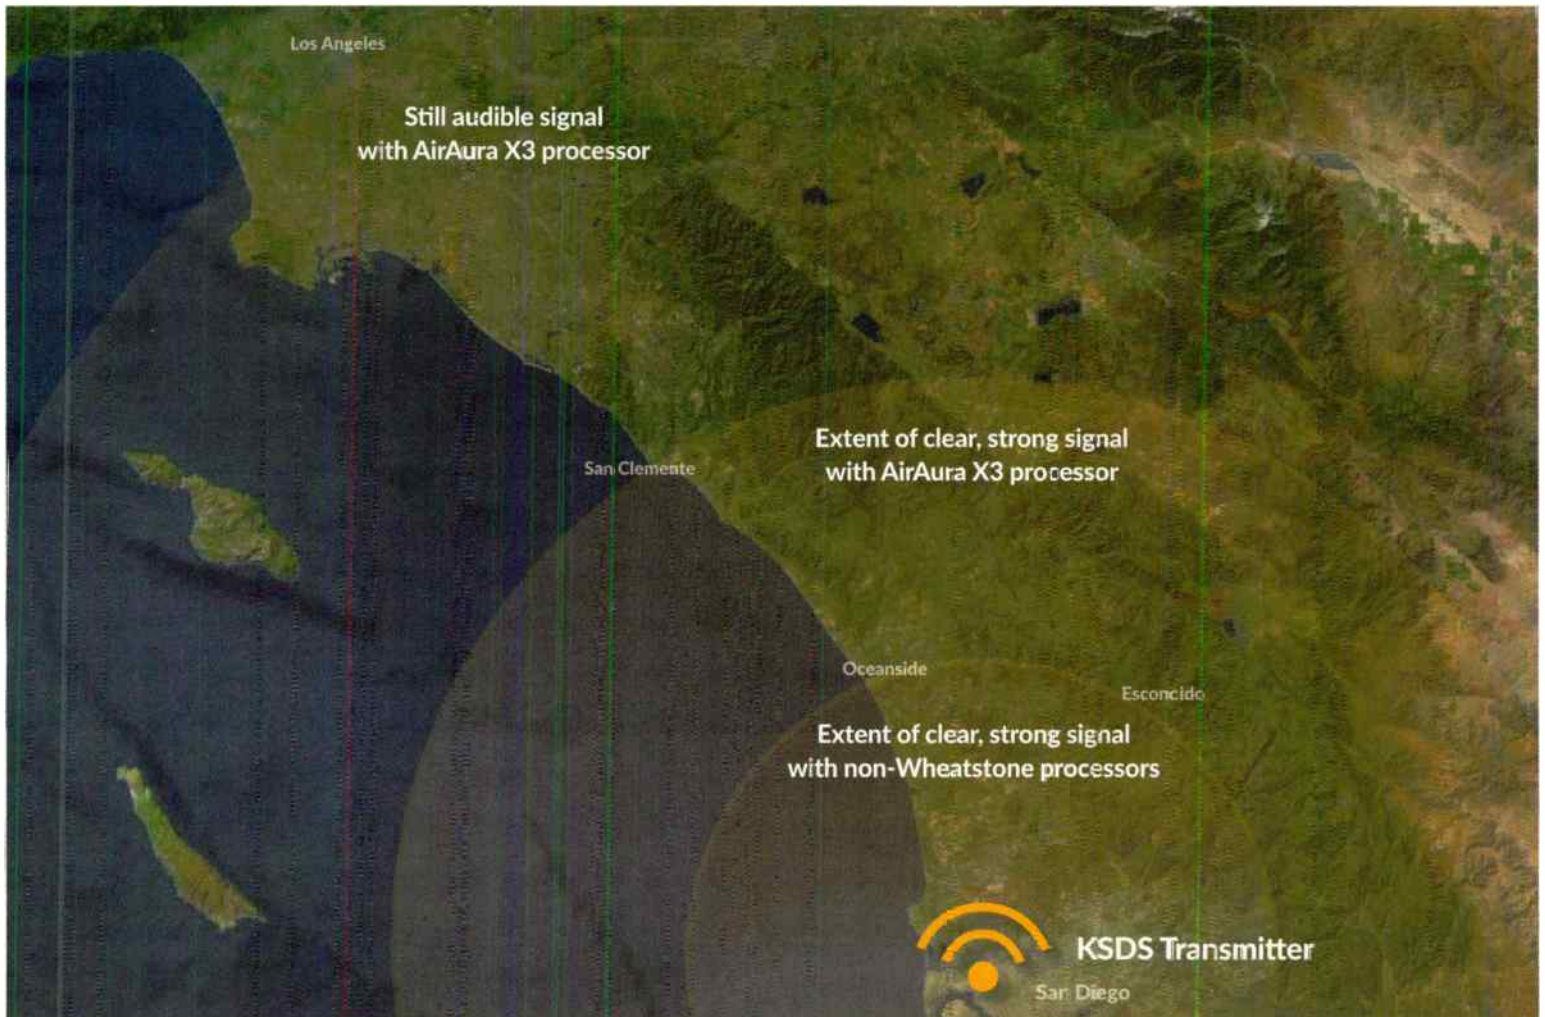 Los Angeles
Still audible signal
with AirAura X3 processor
Extent of clear, strong signal
with AirAura X3 processor
San Clemente
Oceanside
Esconcido
Extent of clear, strong signal
with non-Wheatstone processors
KSDS Transmitter
San Diego